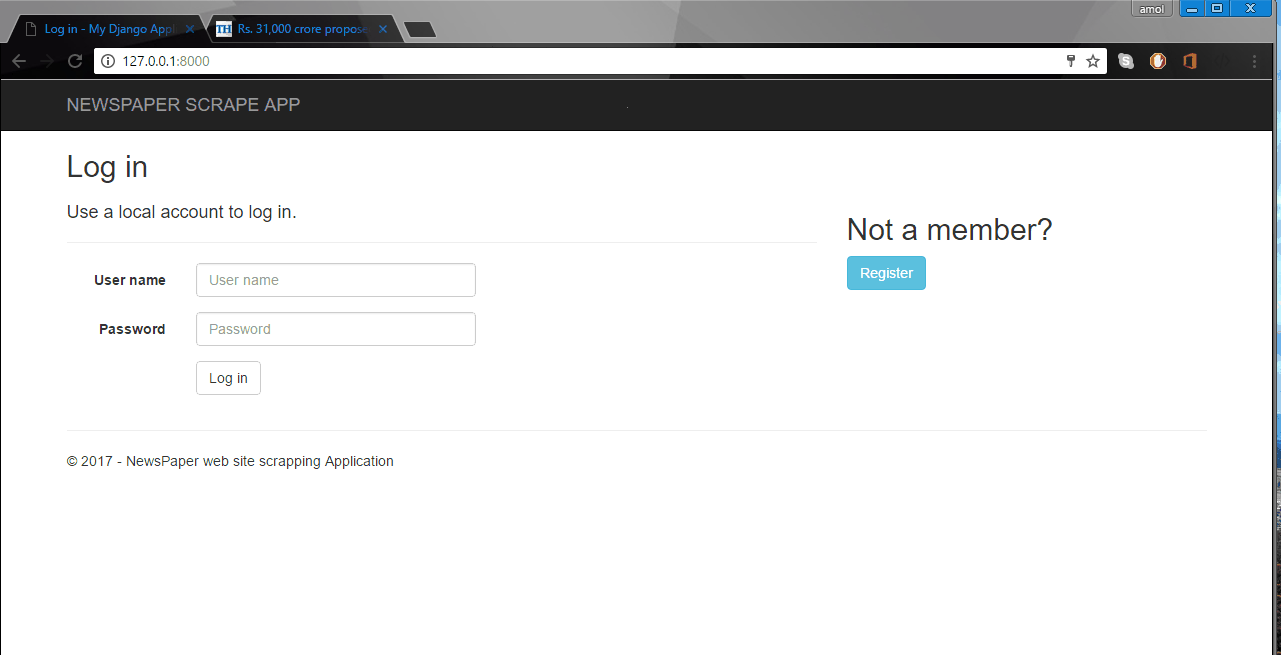 amol
Log in - My Django Appl
TH Rs. 31,000 crore propose
127.0.0.1:8000
NEWSPAPER SCRAPE APP
Log in
Use a local account to log in.
Not a member?
Register
User name User name
Password Password
Log in
© 2017 - NewsPaper web site scrapping Application